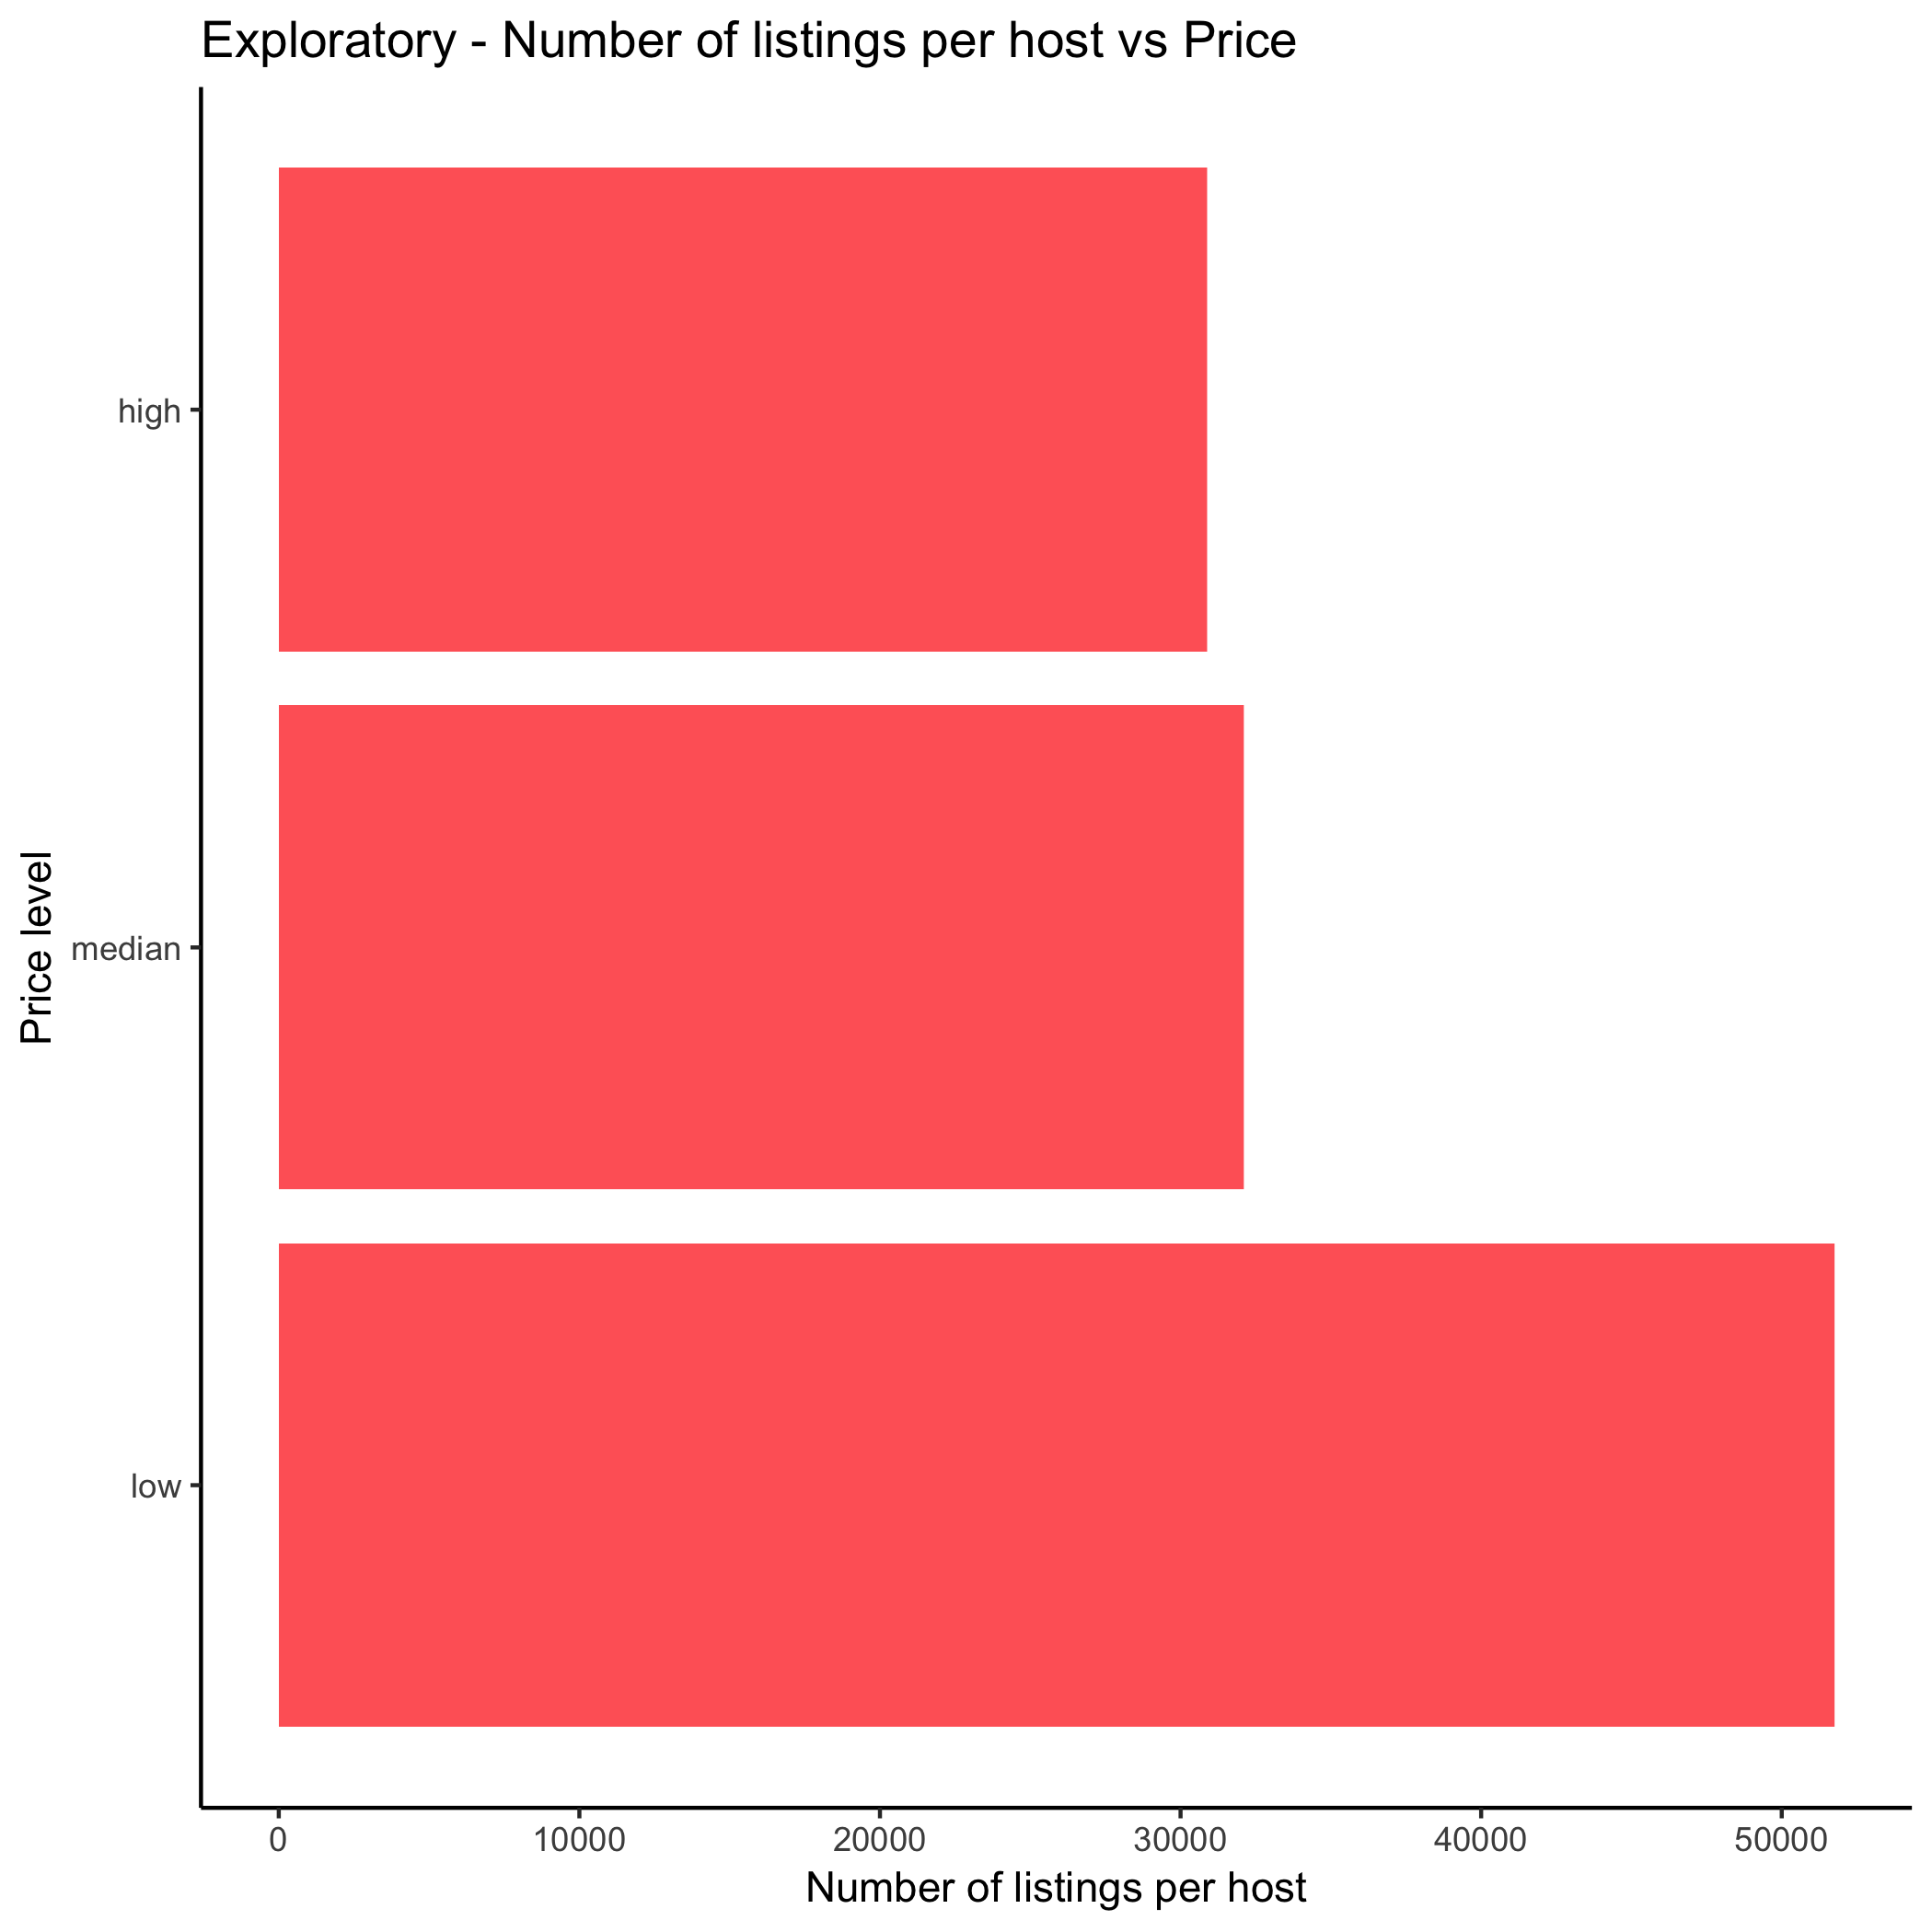 Exploratory - Number of listings per host vs Price
Price level
high
median
low
0 10000 20000 30000 40000 50000
Number of listings per host